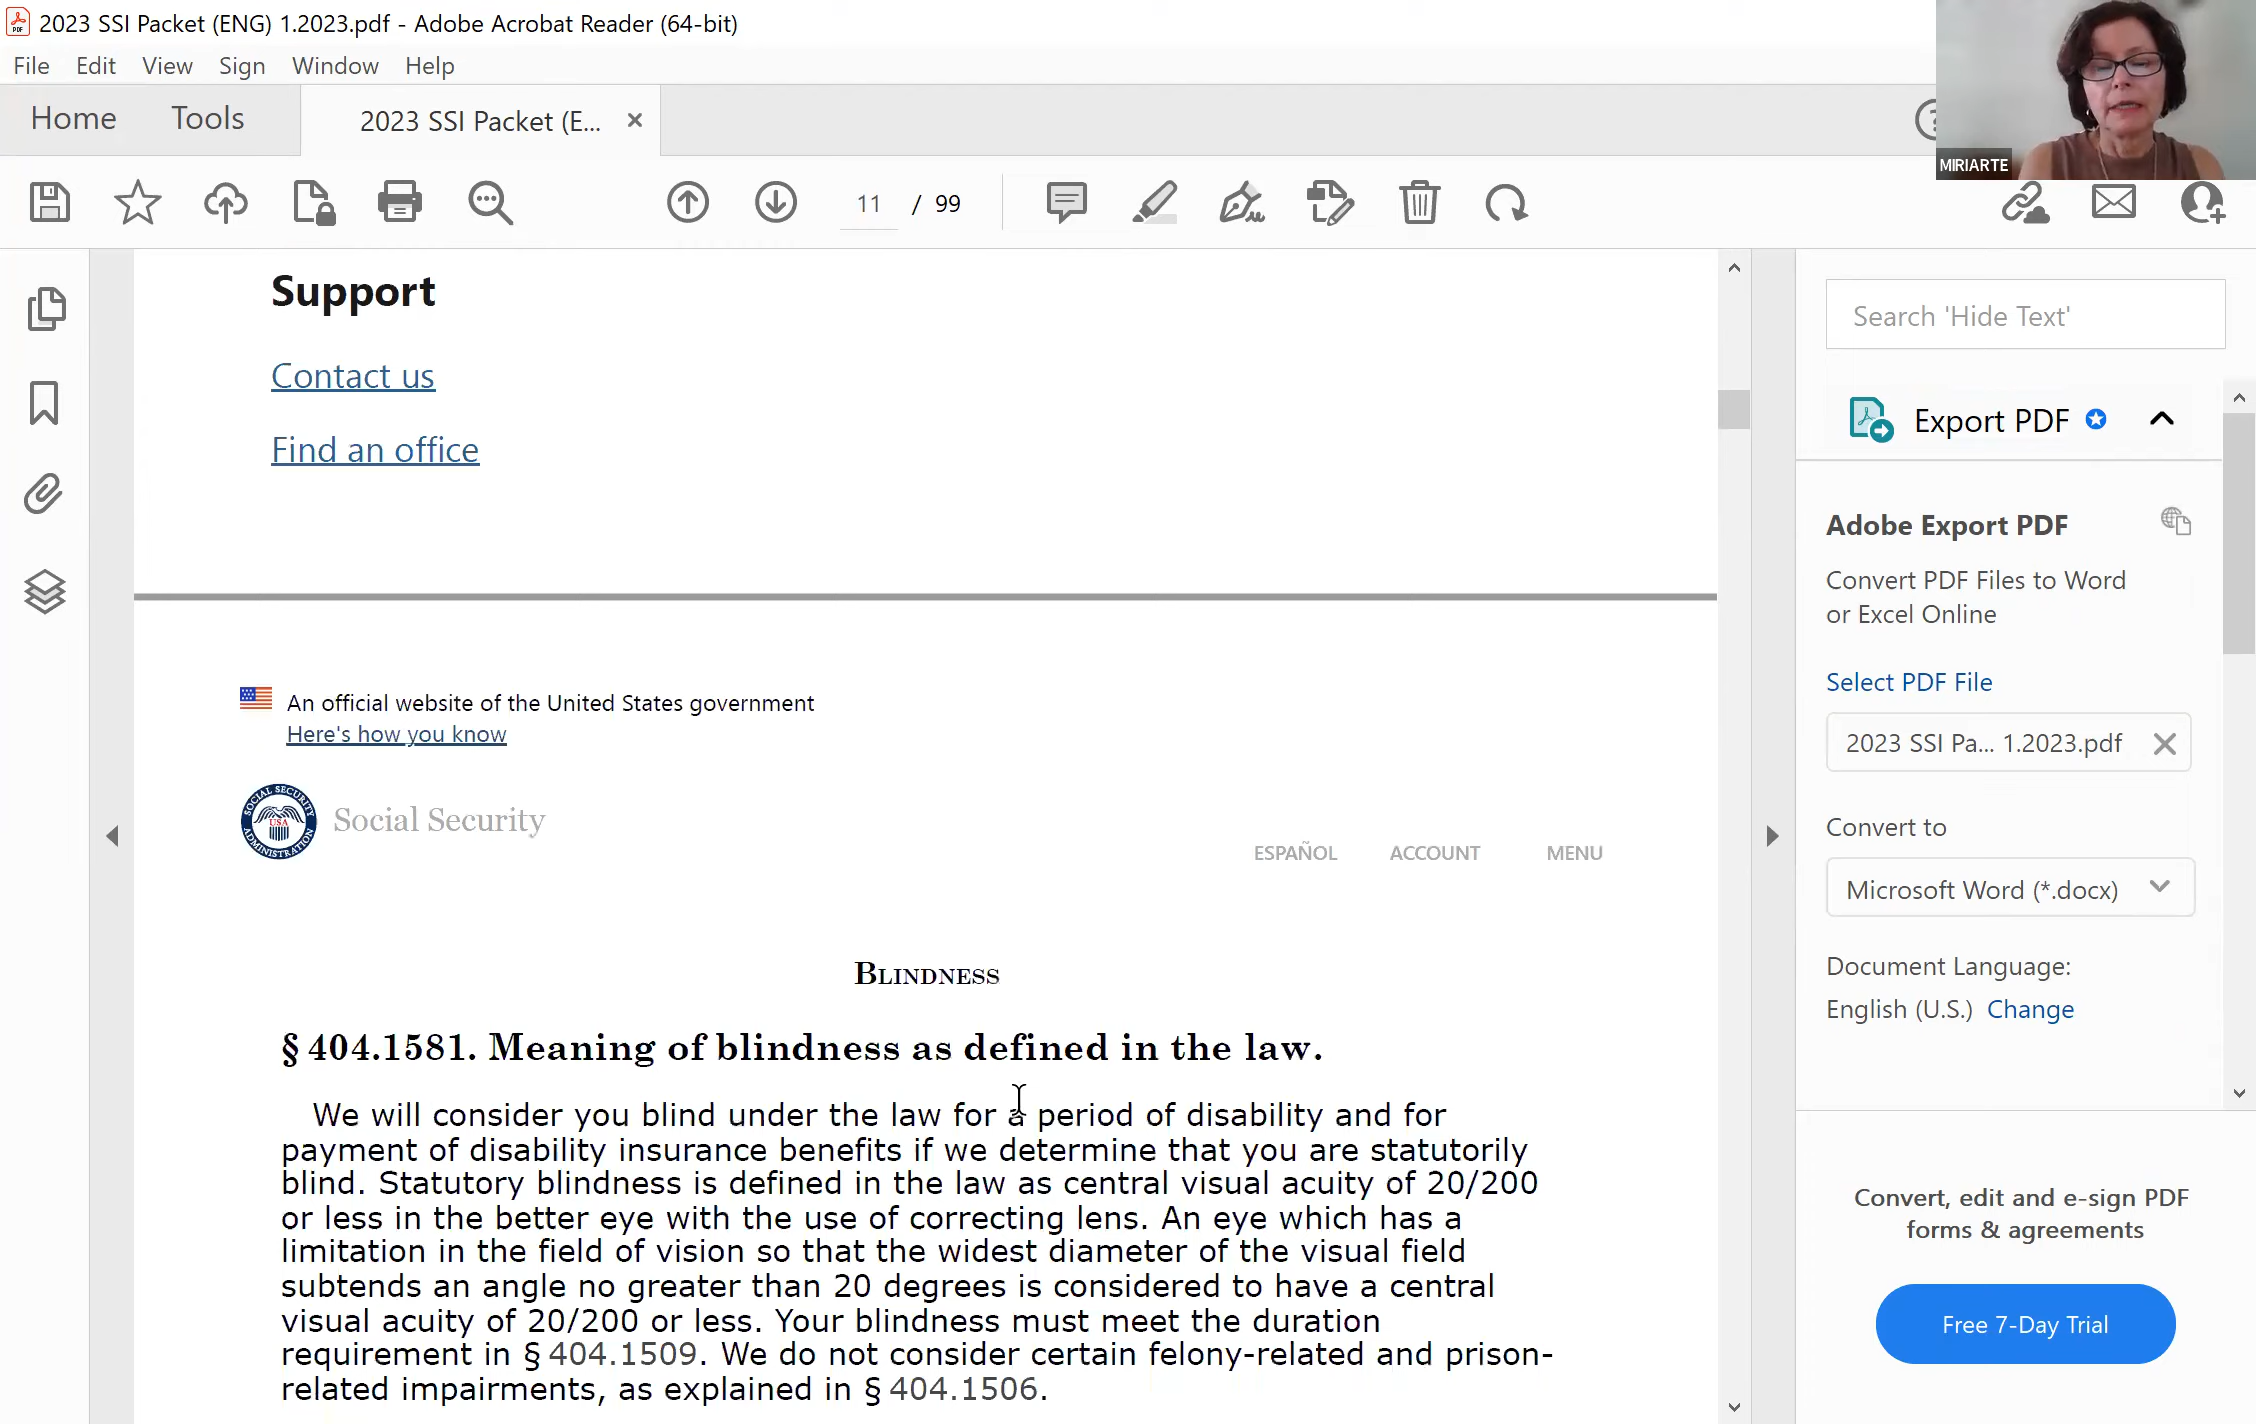 2023 SSI Packet (ENG) 1.2023.pdf - Adobe Acrobat Reader (64-bit)
File Edit View Sign Window Help
Home Tools 2023 SSI Packet (E...
MIRIARTE
11 / 99
Support
Contact us
Find an office
An official website of the United States government
Here's how you know
SOCIAL SECURITY ADMINISTRATION
USA
Social Security
ESPAÑOL ACCOUNT MENU
BLINDNESS
§ 404.1581. Meaning of blindness as defined in the law.
We will consider you blind under the law for a period of disability and for
payment of disability insurance benefits if we determine that you are statutorily
blind. Statutory blindness is defined in the law as central visual acuity of 20/200
or less in the better eye with the use of correcting lens. An eye which has a
limitation in the field of vision so that the widest diameter of the visual field
subtends an angle no greater than 20 degrees is considered to have a central
visual acuity of 20/200 or less. Your blindness must meet the duration
requirement in § 404.1509. We do not consider certain felony-related and prison-
related impairments, as explained in § 404.1506.
Search 'Hide Text'
Export PDF
Adobe Export PDF
Convert PDF Files to Word
or Excel Online
Select PDF File
2023 SSI Pa... 1.2023.pdf
Convert to
Microsoft Word (*.docx)
Document Language:
English (U.S.) Change
Convert, edit and e-sign PDF
forms & agreements
Free 7-Day Trial